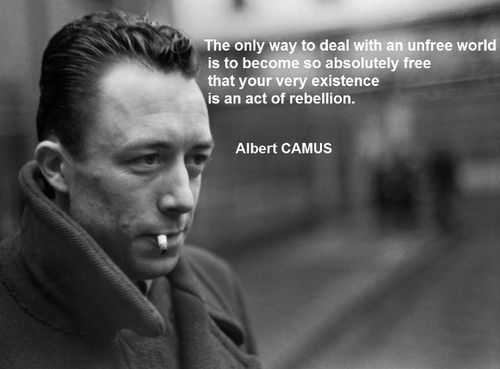 The only way to deal with an unfree world
is to become so absolutely free
that your very existence
is an act of rebellion.
Albert CAMUS